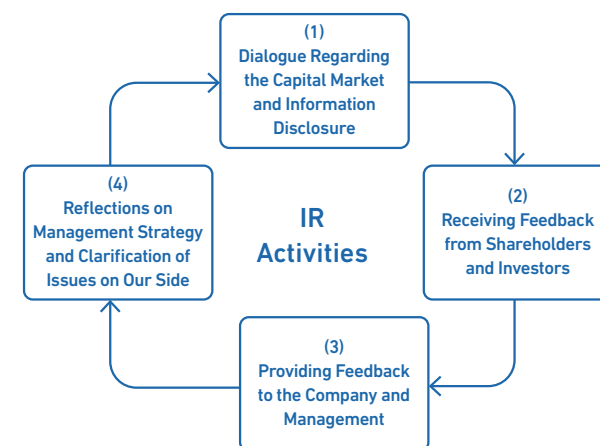 (1)
Dialogue Regarding
the Capital Market
and Information
Disclosure
(2)
Receiving Feedback
from Shareholders
and Investors
(3)
Providing Feedback
to the Company and
Management
(4)
Reflections on
Management Strategy
and Clarification of
Issues on Our Side
IR
Activities